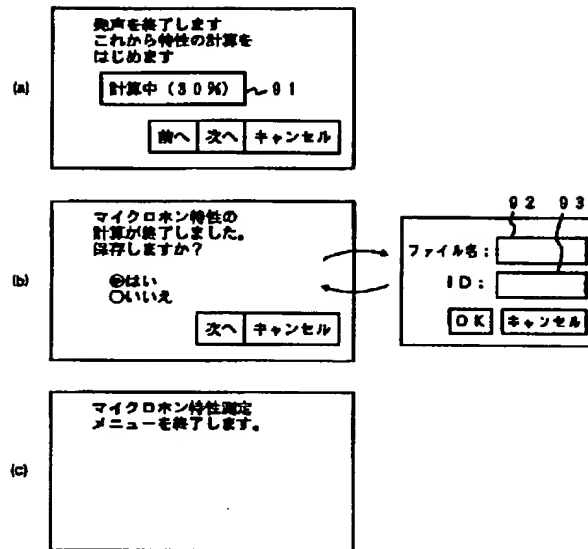 (a)
発声を終了します
これから特性の計算を
はじめます
計算中(30%)
91
前へ 次へ キャンセル
(b)
マイクロホン特性の
計算が終了しました。
保存しますか?
はい
いいえ
次へ キャンセル
92 93
ファイル名:
ID:
OK キャンセル
(c)
マイクロホン特性測定
メニューを終了します。